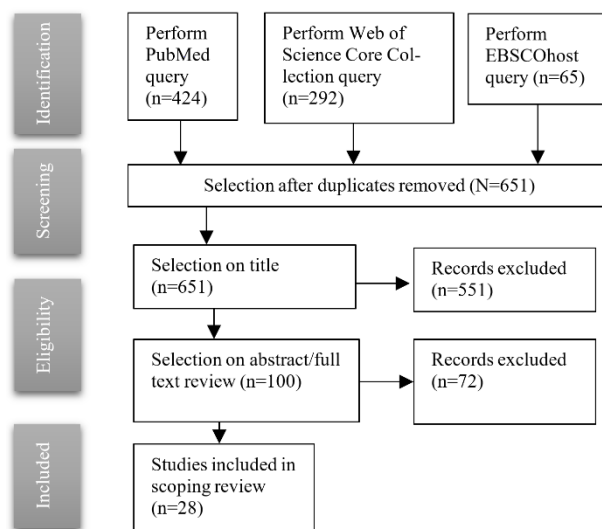 Identification
Perform
PubMed
query
(n=424)
Perform Web of
Science Core Col-
lection query
(n=292)
Perform
EBSCOhost
query (n=65)
Screening
Selection after duplicates removed (N=651)
Eligibility
Selection on title
(n=651)
Records excluded
(n=551)
Selection on abstract/full
text review (n=100)
Records excluded
(n=72)
Included
Studies included in
scoping review
(n=28)